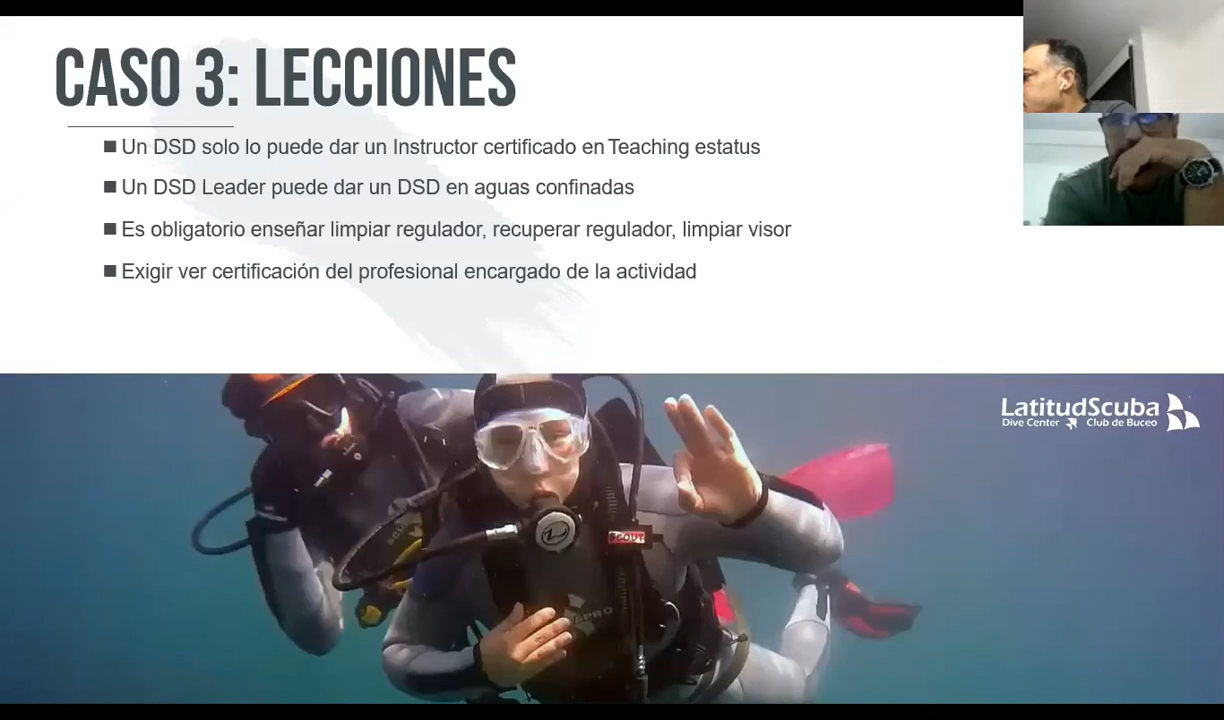 CASO 3: LECCIONES
Un DSD solo lo puede dar un Instructor certificado en Teaching estatus
Un DSD Leader puede dar un DSD en aguas confinadas
Es obligatorio enseñar limpiar regulador, recuperar regulador, limpiar visor
Exigir ver certificación del profesional encargado de la actividad
LatitudScuba
Dive Center Club de Buceo
SCOUT